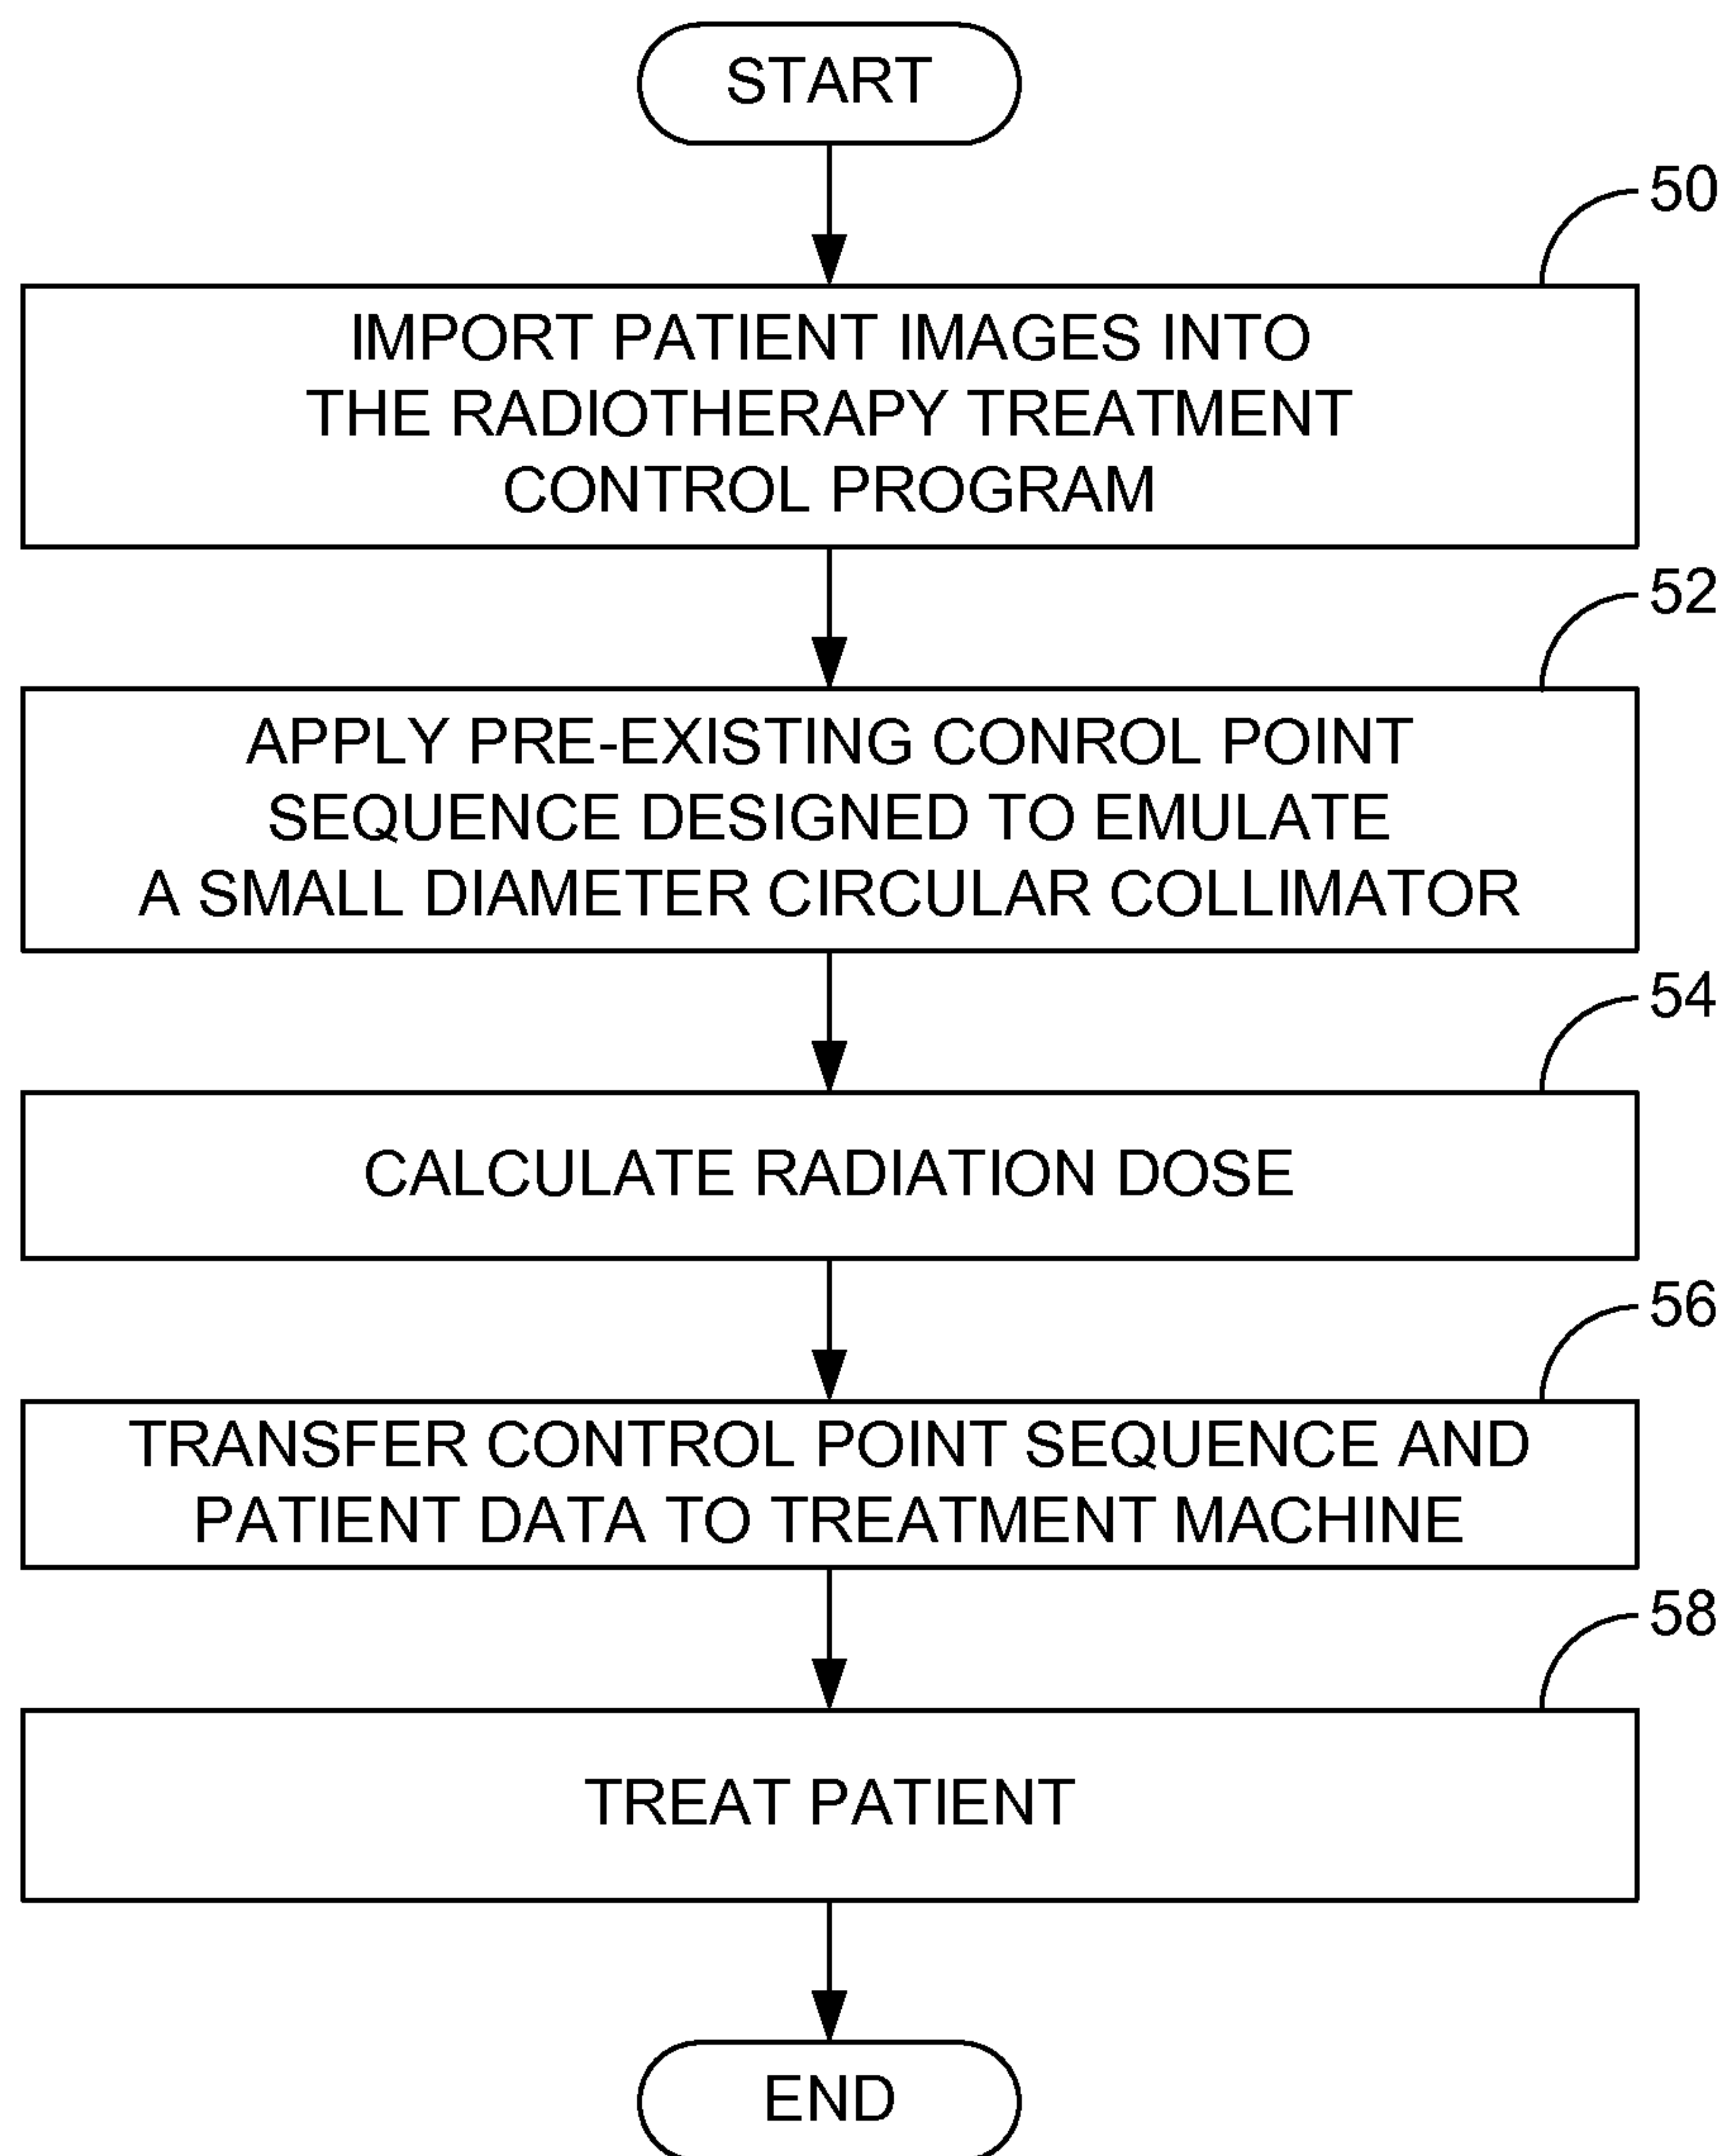 START
50
IMPORT PATIENT IMAGES INTO
THE RADIOTHERAPY TREATMENT
CONTROL PROGRAM
52
APPLY PRE-EXISTING CONROL POINT
SEQUENCE DESIGNED TO EMULATE
A SMALL DIAMETER CIRCULAR COLLIMATOR
54
CALCULATE RADIATION DOSE
56
TRANSFER CONTROL POINT SEQUENCE AND
PATIENT DATA TO TREATMENT MACHINE
58
TREAT PATIENT
END